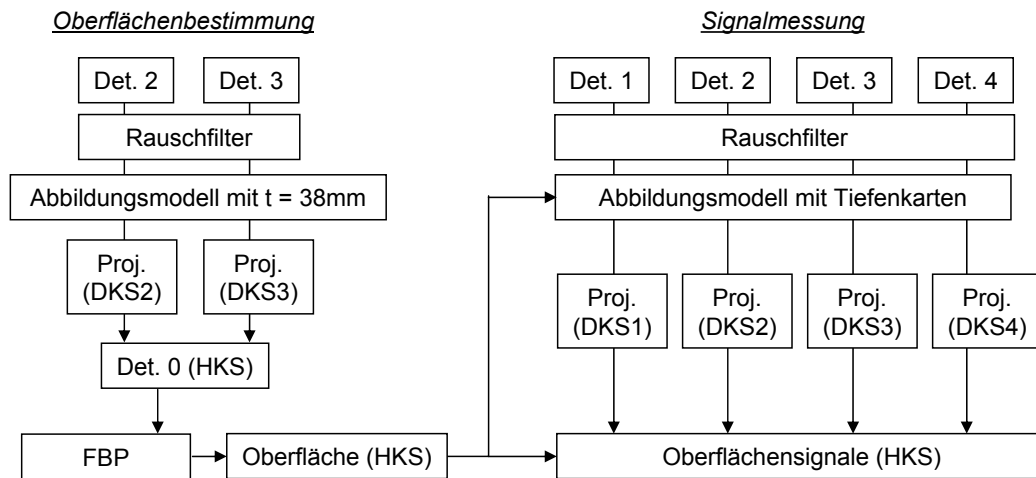 Oberflächenbestimmung
Det. 2
Det. 3
Rauschfilter
Abbildungsmodell mit t = 38mm
Proj.
(DKS2)
Proj.
(DKS3)
Det. 0 (HKS)
FBP
Oberfläche (HKS)
Signalmessung
Det. 1
Det. 2
Det. 3
Det. 4
Rauschfilter
Abbildungsmodell mit Tiefenkarten
Proj.
(DKS1)
Proj.
(DKS2)
Proj.
(DKS3)
Proj.
(DKS4)
Oberflächensignale (HKS)